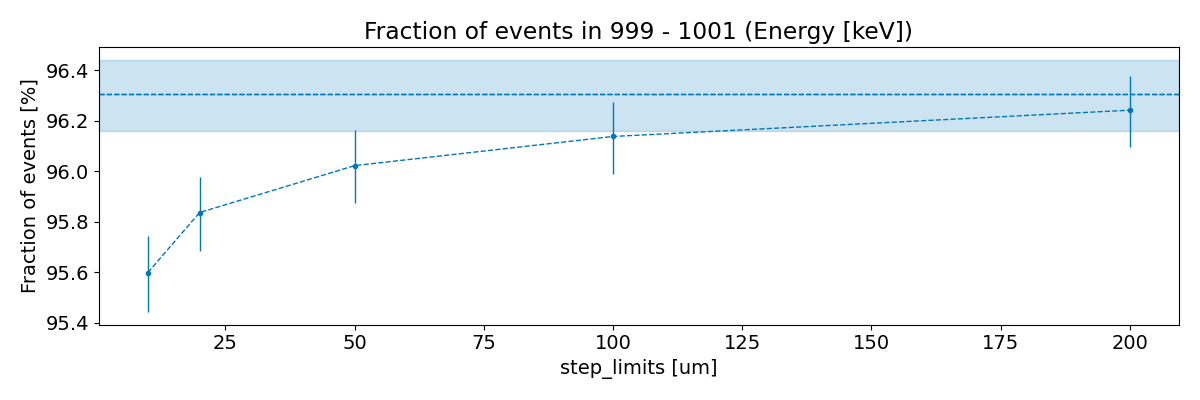 Fraction of events in 999 - 1001 (Energy [keV])
Fraction of events [%]
96.4
96.2
96.0
95.8
95.6
95.4
25 50 75 100 125 150 175 200
step_limits [um]